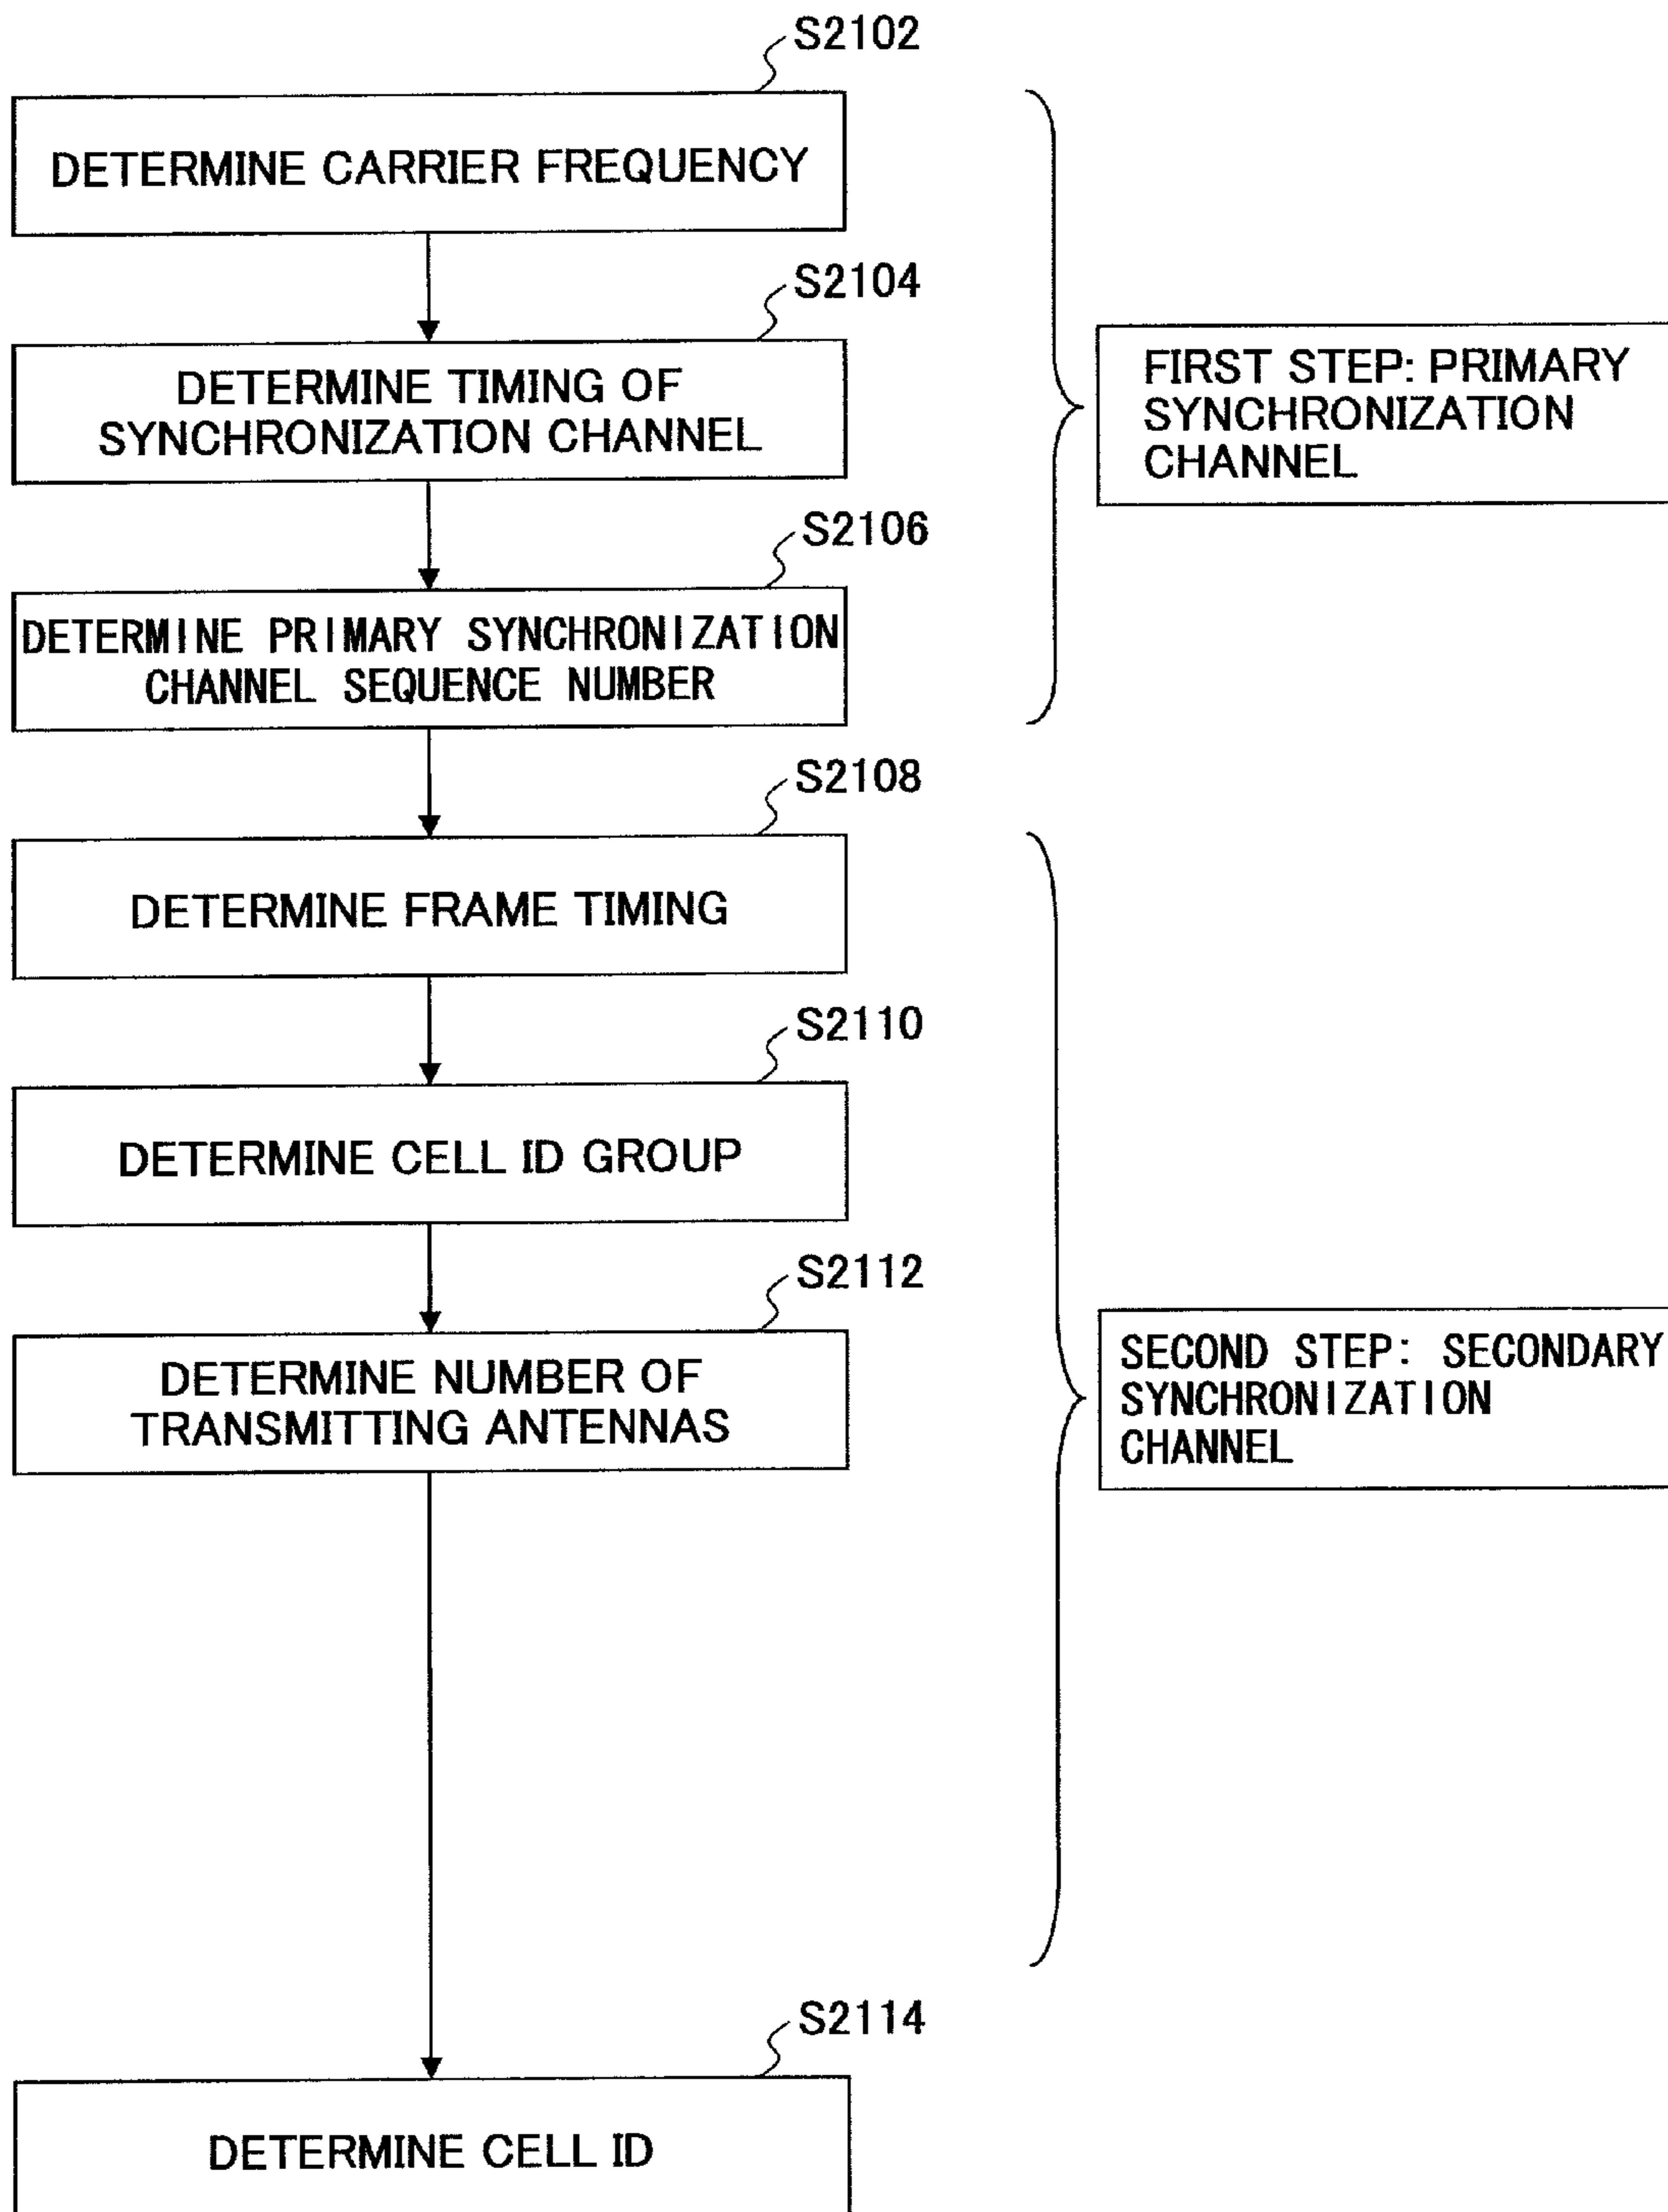 S2102
DETERMINE CARRIER FREQUENCY
S2104
DETERMINE TIMING OF
SYNCHRONIZATION CHANNEL
FIRST STEP: PRIMARY
SYNCHRONIZATION
CHANNEL
S2106
DETERMINE PRIMARY SYNCHRONIZATION
CHANNEL SEQUENCE NUMBER
S2108
DETERMINE FRAME TIMING
S2110
DETERMINE CELL ID GROUP
S2112
DETERMINE NUMBER OF
TRANSMITTING ANTENNAS
SECOND STEP: SECONDARY
SYNCHRONIZATION
CHANNEL
S2114
DETERMINE CELL ID